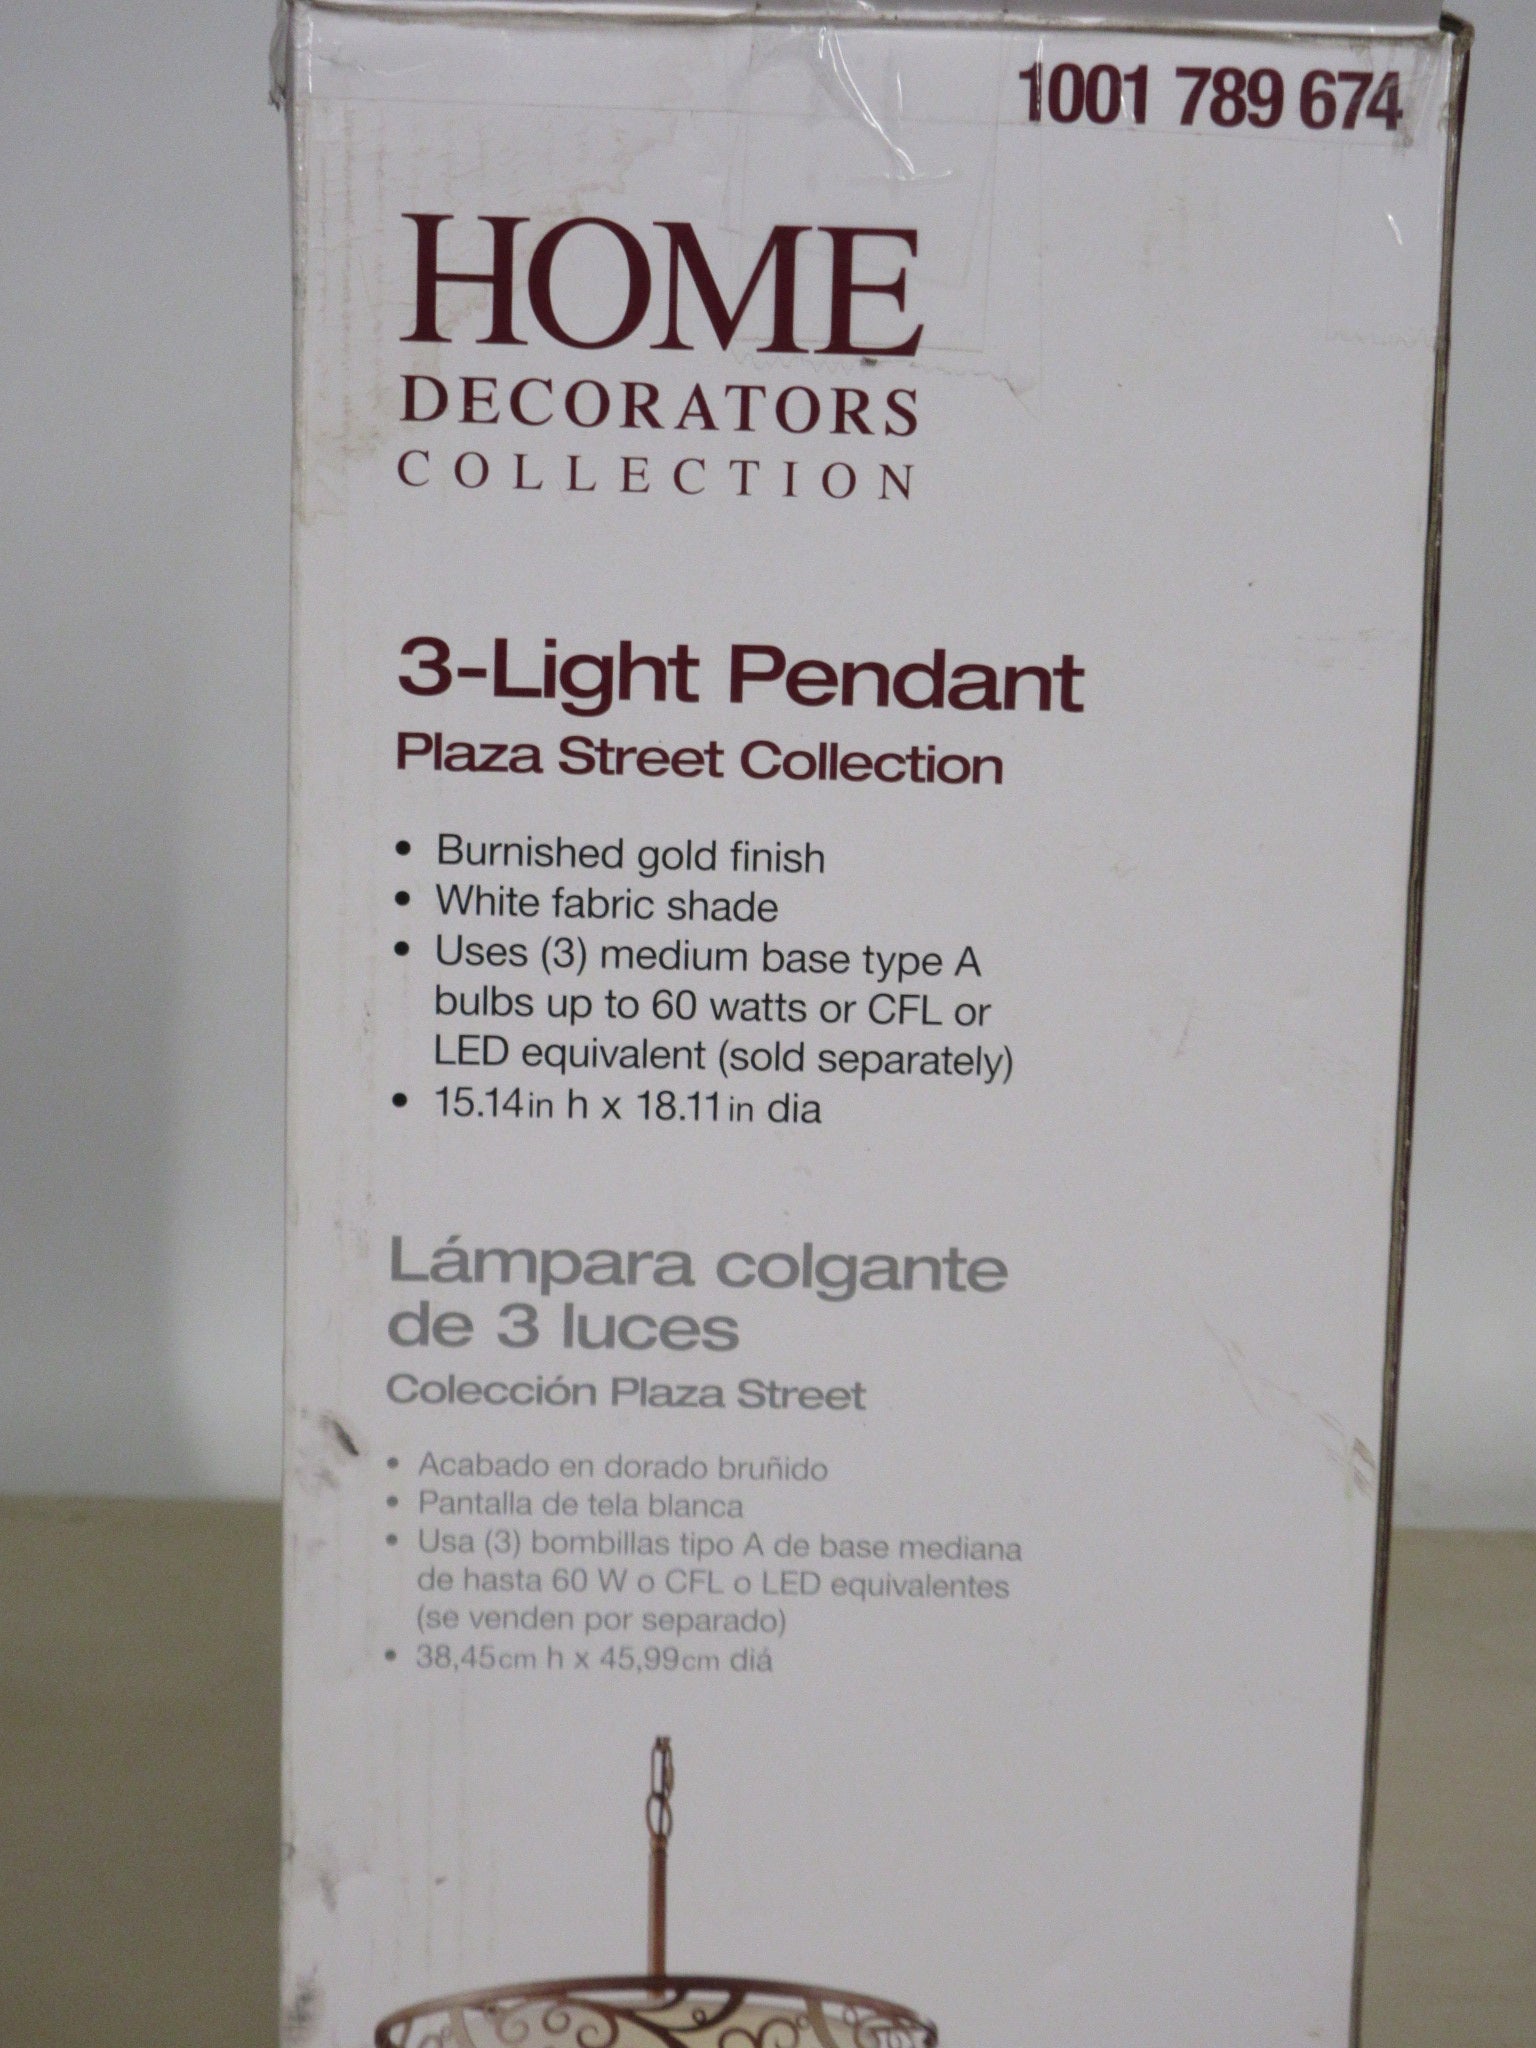 1001 789 674
HOME
DECORATORS
COLLECTION
3-Light Pendant
Plaza Street Collection
• Burnished gold finish
• White fabric shade
• Uses (3) medium base type A
bulbs up to 60 watts or CFL or
LED equivalent (sold separately)
• 15.14in h x 18.11in dia
Lámpara colgante
de 3 luces
Colección Plaza Street
• Acabado en dorado bruñido
• Pantalla de tela blanca
• Usa (3) bombillas tipo A de base mediana
de hasta 60 W o CFL o LED equivalentes
(se venden por separado)
• 38,45cm h x 45,99cm diá